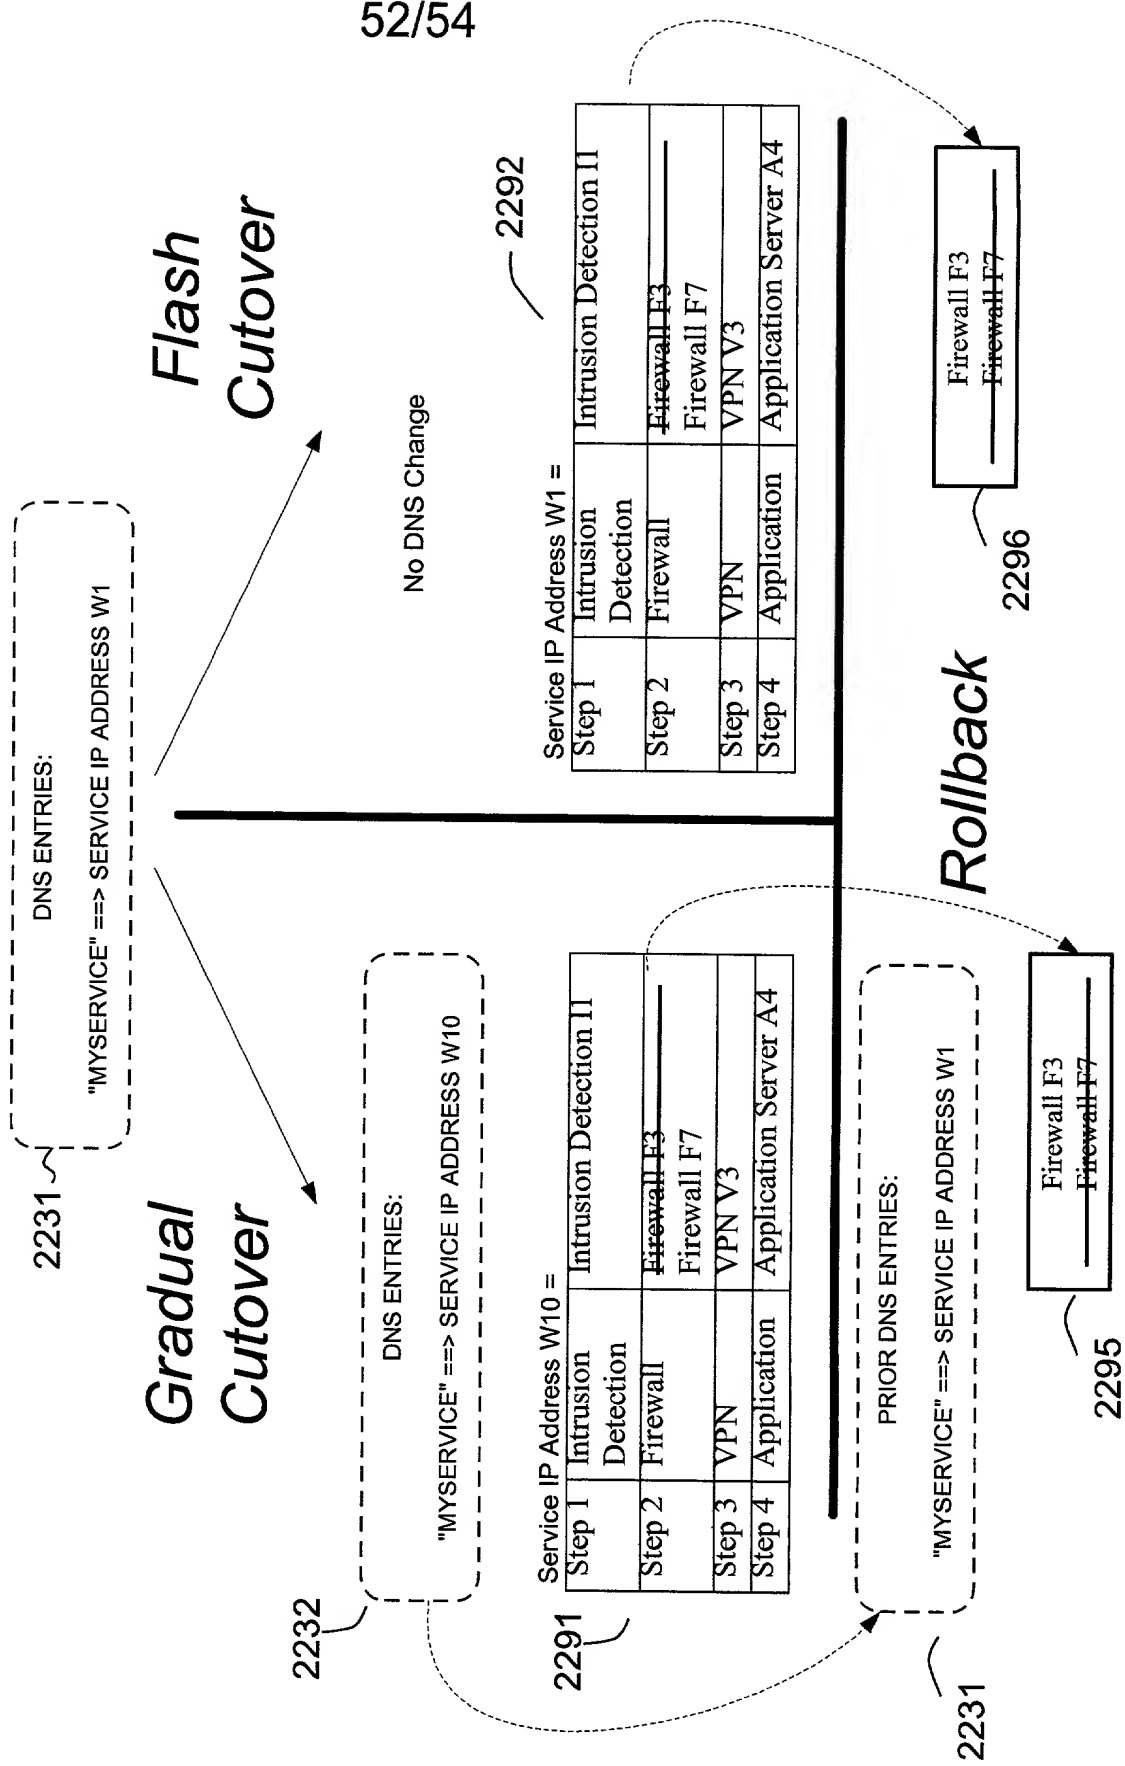 52/54
DNS ENTRIES:
"MYSERVICE" ==> SERVICE IP ADDRESS W1
2231
Gradual
Cutover
DNS ENTRIES:
"MYSERVICE" ==> SERVICE IP ADDRESS W10
2232
Service IP Address W10 =
Step 1 Intrusion Detection Intrusion Detection I1
Step 2 Firewall Firewall F3
Firewall F7
Step 3 VPN VPN V3
Step 4 Application Application Server A4
2291
Flash
Cutover
No DNS Change
2292
Service IP Address W1 =
Step 1 Intrusion Detection Intrusion Detection I1
Step 2 Firewall Firewall F3
Firewall F7
Step 3 VPN VPN V3
Step 4 Application Application Server A4
Rollback
PRIOR DNS ENTRIES:
"MYSERVICE" ==> SERVICE IP ADDRESS W1
2231
Firewall F3
Firewall F7
2295
Firewall F3
Firewall F7
2296